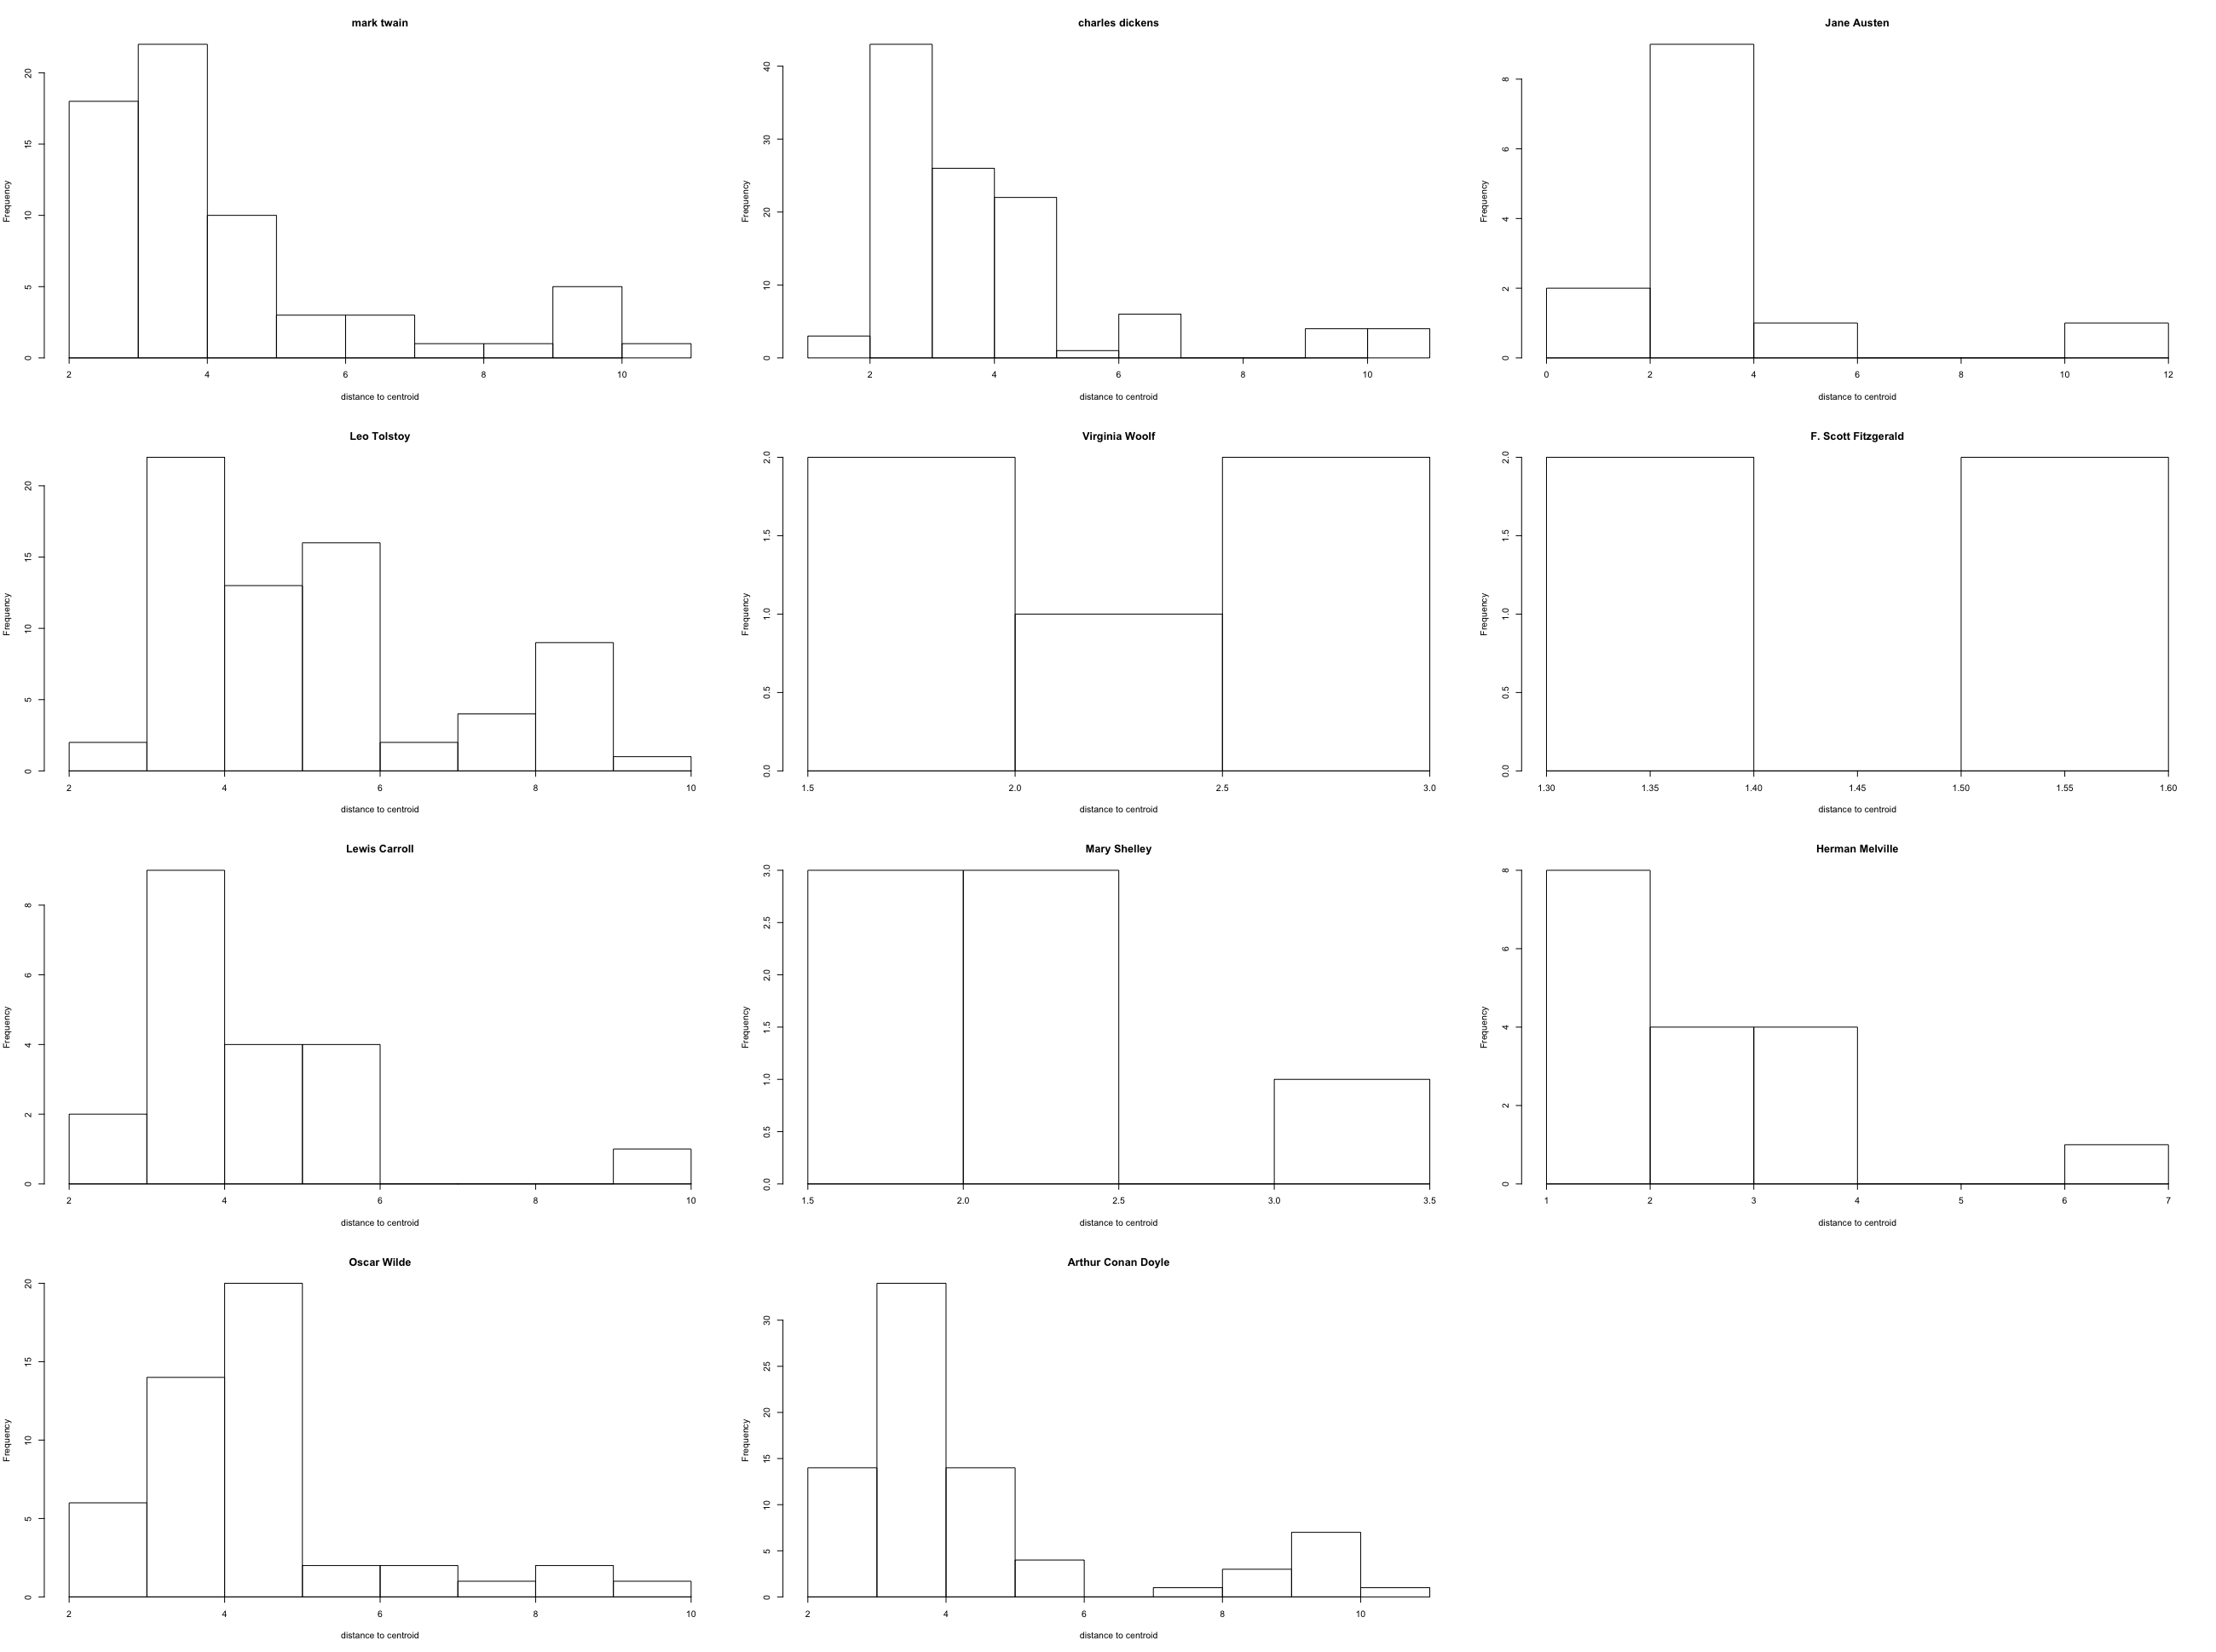 mark twain
Frequency
0 5 10 15 20
2 4 6 8 10
distance to centroid
charles dickens
Frequency
0 10 20 30 40
2 4 6 8 10
distance to centroid
Jane Austen
Frequency
0 2 4 6 8
0 2 4 6 8 10 12
distance to centroid
Leo Tolstoy
Frequency
0 5 10 15 20
2 4 6 8 10
distance to centroid
Virginia Woolf
Frequency
0.0 0.5 1.0 1.5 2.0
1.5 2.0 2.5 3.0
distance to centroid
F. Scott Fitzgerald
Frequency
0.0 0.5 1.0 1.5 2.0
1.30 1.35 1.40 1.45 1.50 1.55 1.60
distance to centroid
Lewis Carroll
Frequency
0 2 4 6 8
2 4 6 8 10
distance to centroid
Mary Shelley
Frequency
0.0 0.5 1.0 1.5 2.0 2.5 3.0
1.5 2.0 2.5 3.0 3.5
distance to centroid
Herman Melville
Frequency
0 2 4 6 8
1 2 3 4 5 6 7
distance to centroid
Oscar Wilde
Frequency
0 5 10 15 20
2 4 6 8 10
distance to centroid
Arthur Conan Doyle
Frequency
0 5 10 15 20 25 30
2 4 6 8 10
distance to centroid